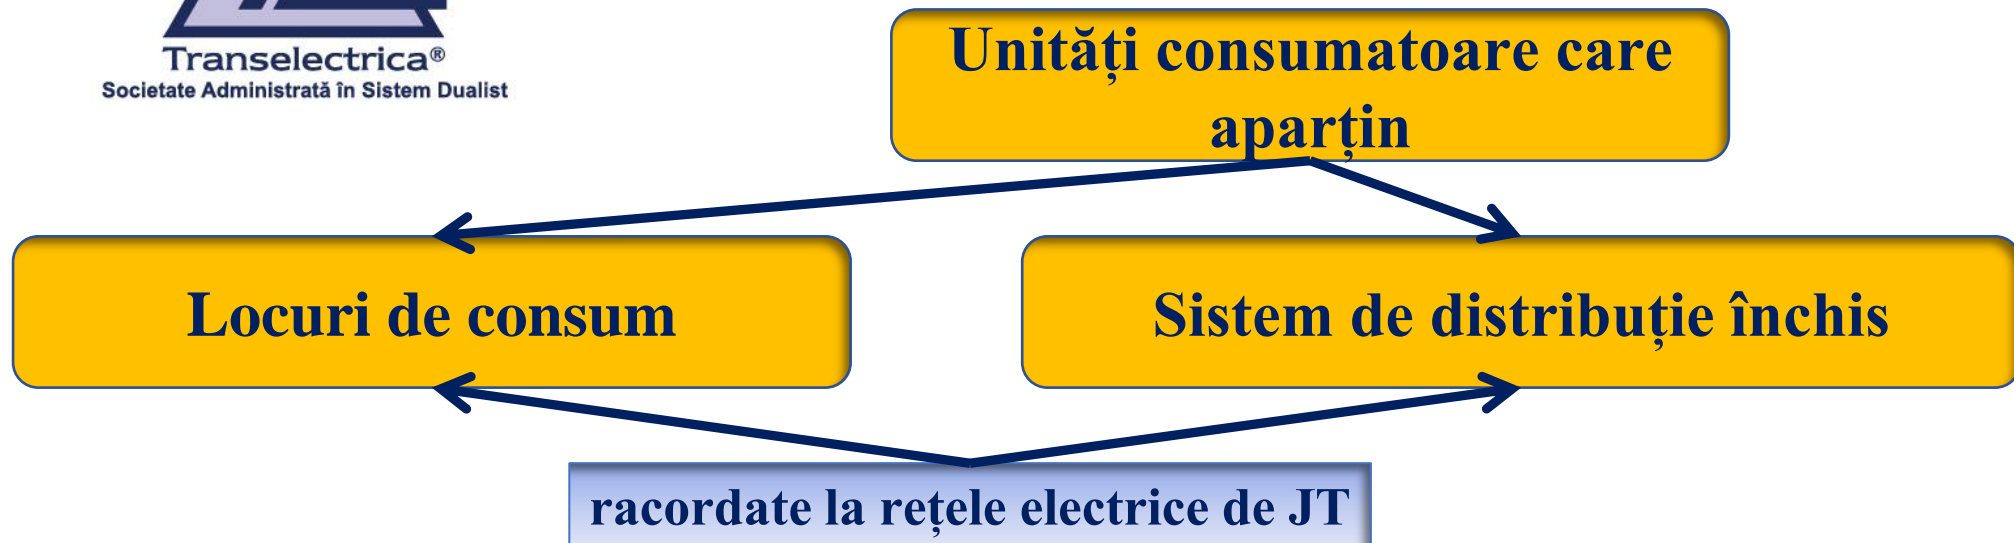 Transelectrica®
Societate Administrată în Sistem Dualist
Unități consumatoare care
aparțin
Locuri de consum
Sistem de distribuție închis
racordate la rețele electrice de JT